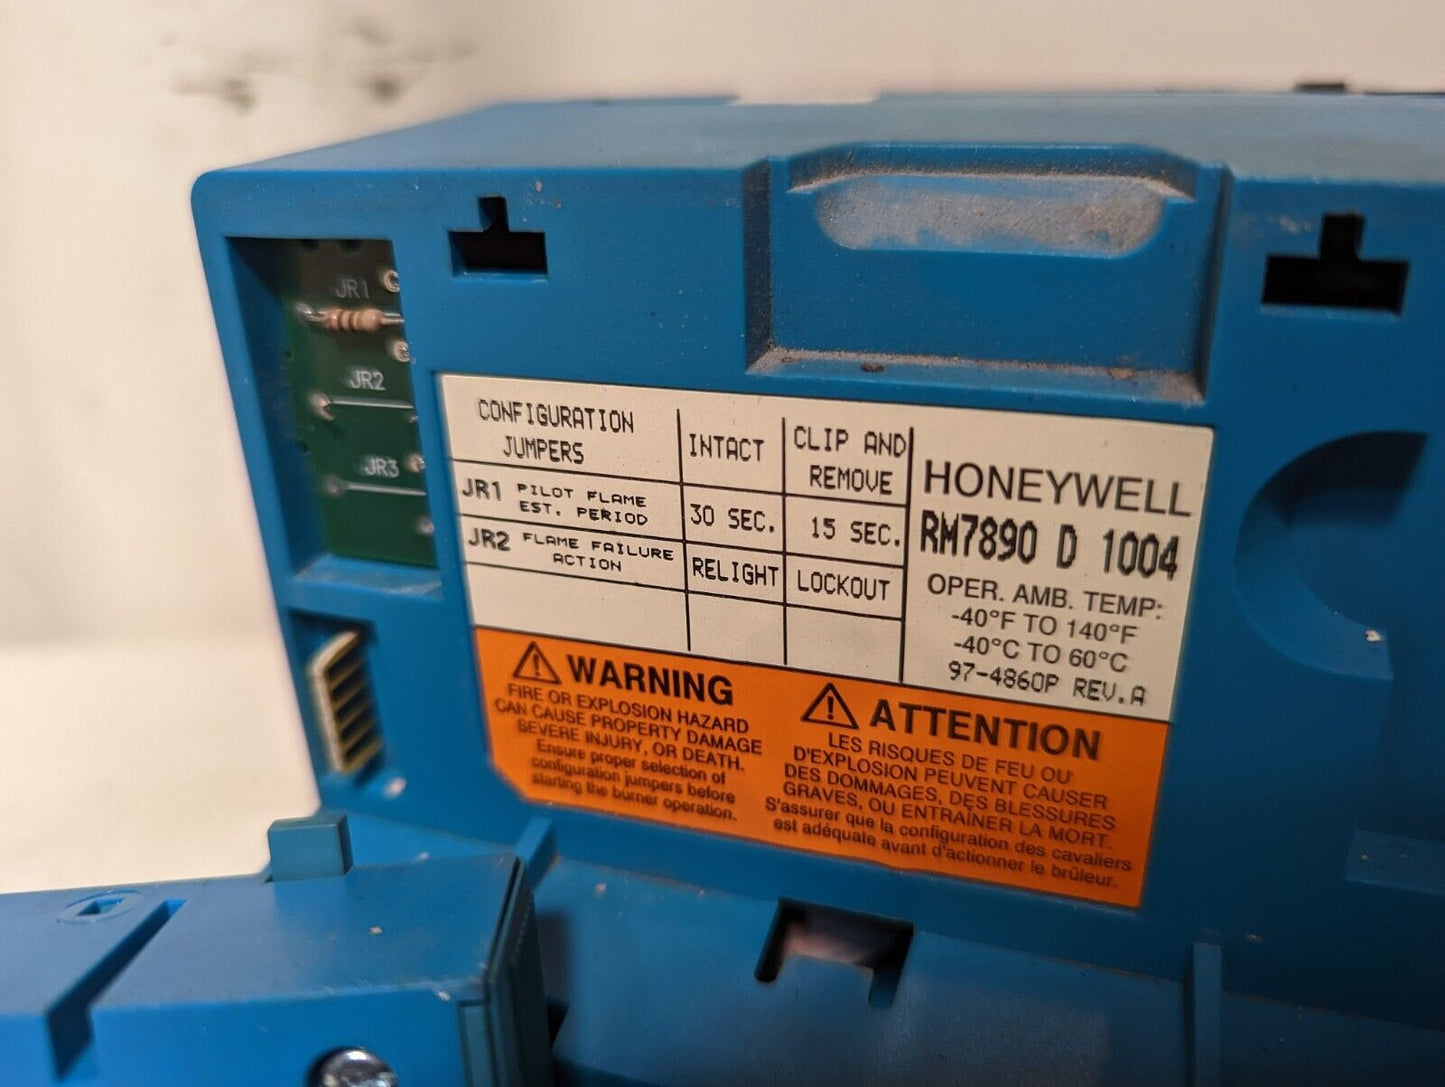 JR1
JR2
JR3
CONFIGURATION
JUMPERS
INTACT
CLIP AND
REMOVE
JR1 PILOT FLAME
EST. PERIOD
30 SEC.
15 SEC.
JR2 FLAME FAILURE
ACTION
RELIGHT
LOCKOUT
HONEYWELL
RM7890 D 1004
OPER. AMB. TEMP:
-40°F TO 140°F
-40°C TO 60°C
97-4860P REV.A
WARNING
FIRE OR EXPLOSION HAZARD
CAN CAUSE PROPERTY DAMAGE
SEVERE INJURY, OR DEATH.
Ensure proper selection of
configuration jumpers before
starting the burner operation.
ATTENTION
LES RISQUES DE FEU OU
D'EXPLOSION PEUVENT CAUSER
DES DOMMAGES, DES BLESSURES
GRAVES, OU ENTRAÎNER LA MORT.
S'assurer que la configuration des cavaliers
est adéquate avant d'actionner le brûleur.